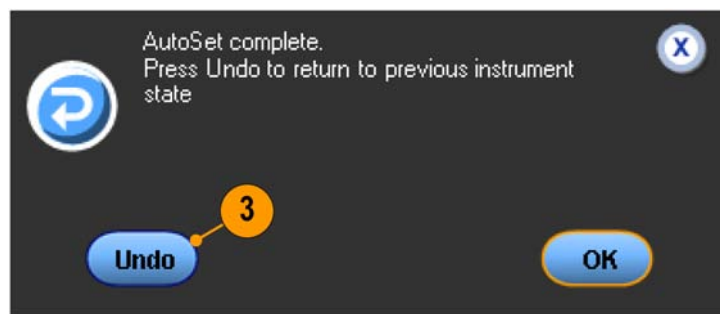 AutoSet complete.
X
Press Undo to return to previous instrument
state
3
Undo
OK